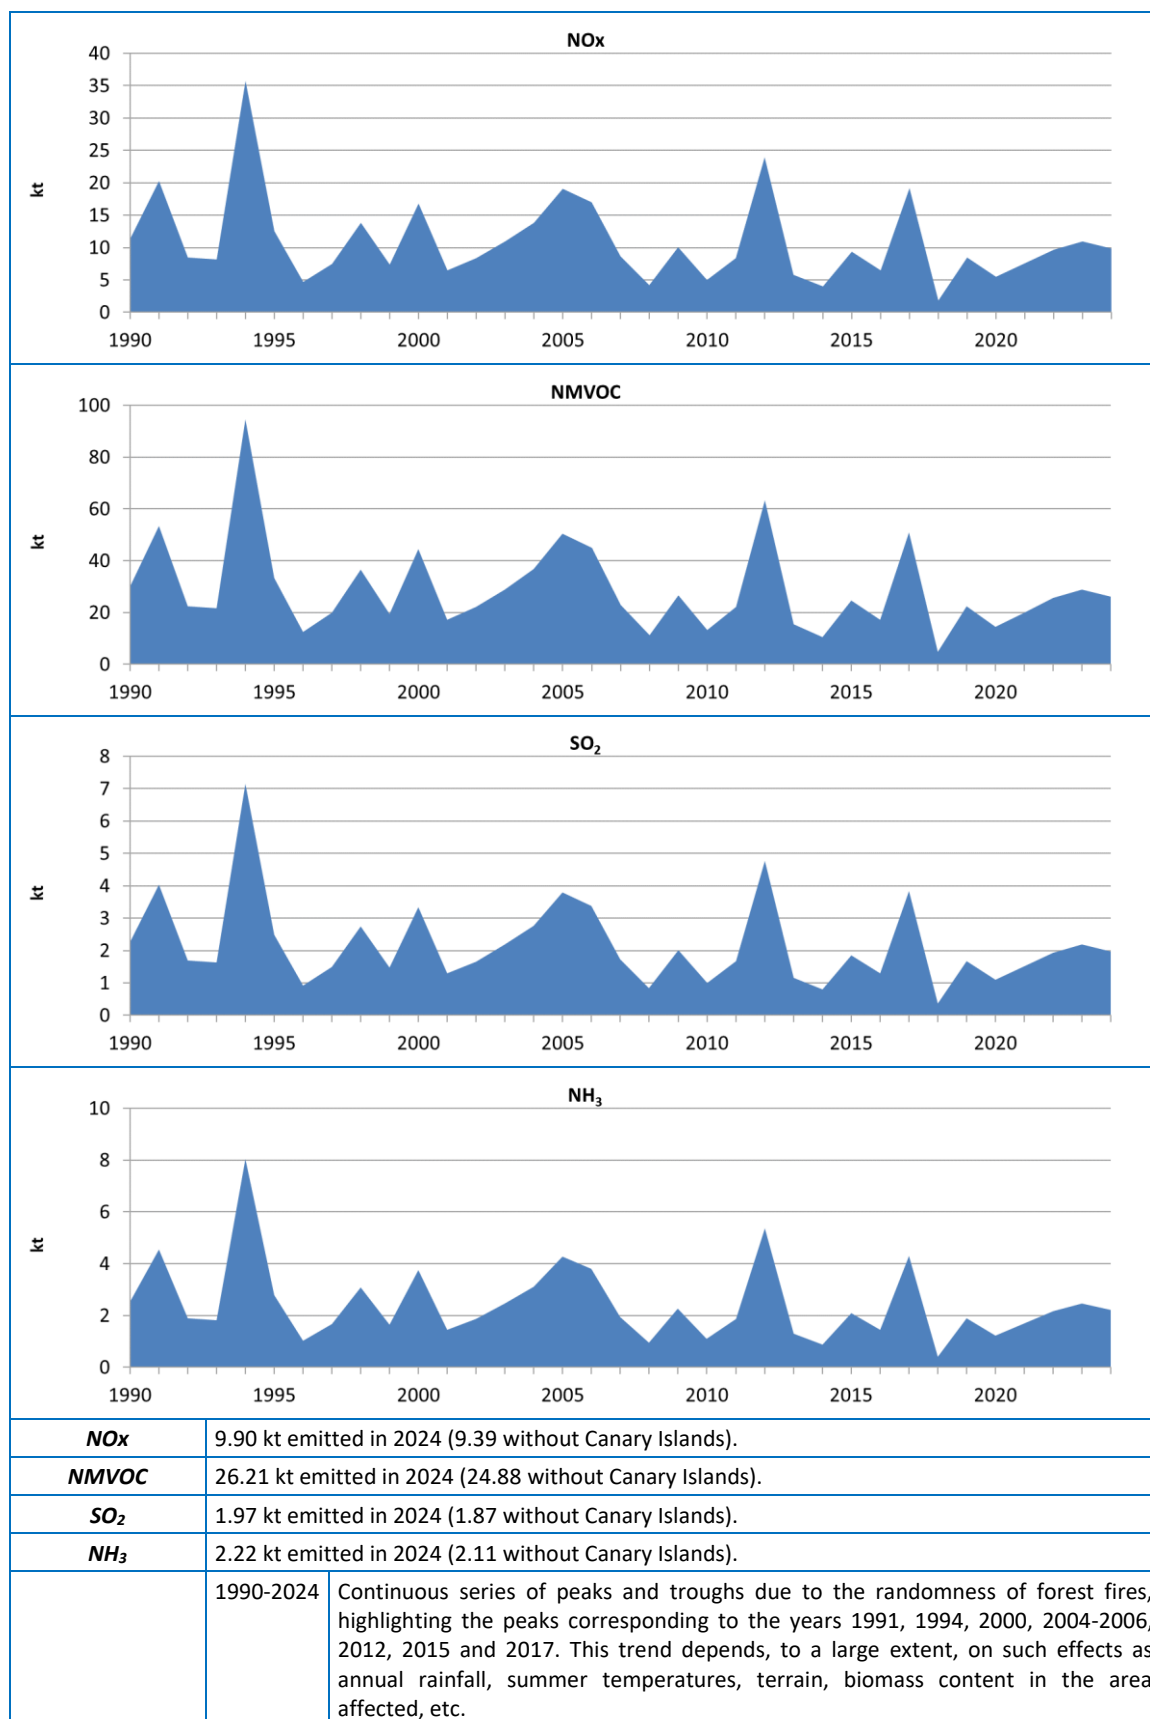 NOx
40
35
30
25
20
15
10
5
0
kt
1990 1995 2000 2005 2010 2015 2020
NMVOC
100
80
60
40
20
0
kt
1990 1995 2000 2005 2010 2015 2020
SO₂
8
7
6
5
4
3
2
1
0
kt
1990 1995 2000 2005 2010 2015 2020
NH₃
10
8
6
4
2
0
kt
1990 1995 2000 2005 2010 2015 2020
NOx 9.90 kt emitted in 2024 (9.39 without Canary Islands).
NMVOC 26.21 kt emitted in 2024 (24.88 without Canary Islands).
SO₂ 1.97 kt emitted in 2024 (1.87 without Canary Islands).
NH₃ 2.22 kt emitted in 2024 (2.11 without Canary Islands).
1990-2024 Continuous series of peaks and troughs due to the randomness of forest fires,
highlighting the peaks corresponding to the years 1991, 1994, 2000, 2004-2006,
2012, 2015 and 2017. This trend depends, to a large extent, on such effects as
annual rainfall, summer temperatures, terrain, biomass content in the area
affected, etc.